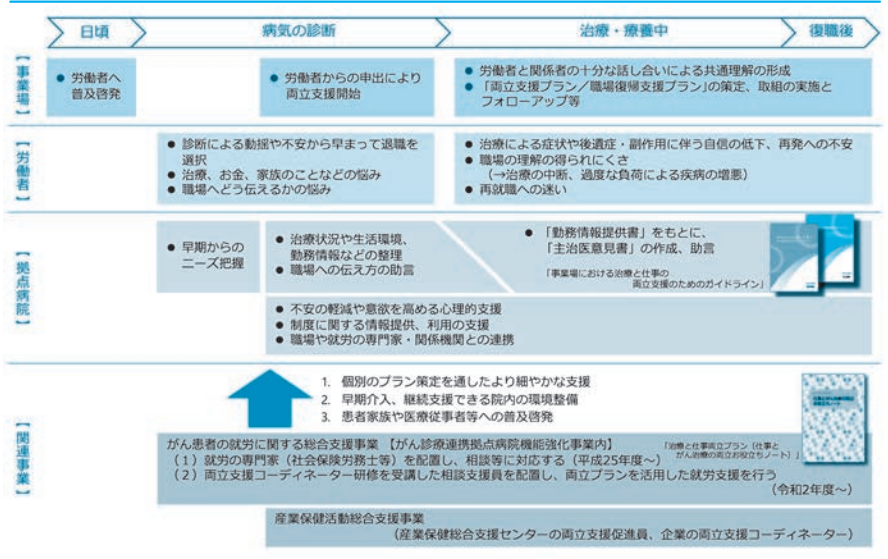 日頃
病気の診断
治療・療養中
復職後
【事業場】
● 労働者へ
普及啓発
● 労働者からの申出により
両立支援開始
● 労働者と関係者の十分な話し合いによる共通理解の形成
● 「両立支援プラン／職場復帰支援プラン」の策定、取組の実施と
フォローアップ等
【労働者】
● 診断による動揺や不安から早まって退職を
選択
● 治療、お金、家族のことなどの悩み
● 職場へどう伝えるかの悩み
● 治療による症状や後遺症・副作用に伴う自信の低下、再発への不安
● 職場の理解の得られにくさ
（→治療の中断、過度な負荷による疾病の増悪）
● 再就職への迷い
【拠点病院】
● 早期からの
ニーズ把握
● 治療状況や生活環境、
勤務情報などの整理
● 職場への伝え方の助言
● 「勤務情報提供書」をもとに、
「主治医意見書」の作成、助言
「事業場における治療と仕事の
両立支援のためのガイドライン」
● 不安の軽減や意欲を高める心理的支援
● 制度に関する情報提供、利用の支援
● 職場や就労の専門家・関係機関との連携
【関連事業】
1. 個別のプラン策定を通したより細やかな支援
2. 早期介入、継続支援できる院内の環境整備
3. 患者家族や医療従事者等への普及啓発
がん患者の就労に関する総合支援事業 【がん診療連携拠点病院機能強化事業内】
「治療と仕事両立プラン（仕事と
がん治療の両立お役立ちノート）」
（１）就労の専門家（社会保険労務士等）を配置し、相談等に対応する（平成25年度～）
（２）両立支援コーディネーター研修を受講した相談支援員を配置し、両立プランを活用した就労支援を行う
（令和2年度～）
産業保健活動総合支援事業
（産業保健総合支援センターの両立支援促進員、企業の両立支援コーディネーター）